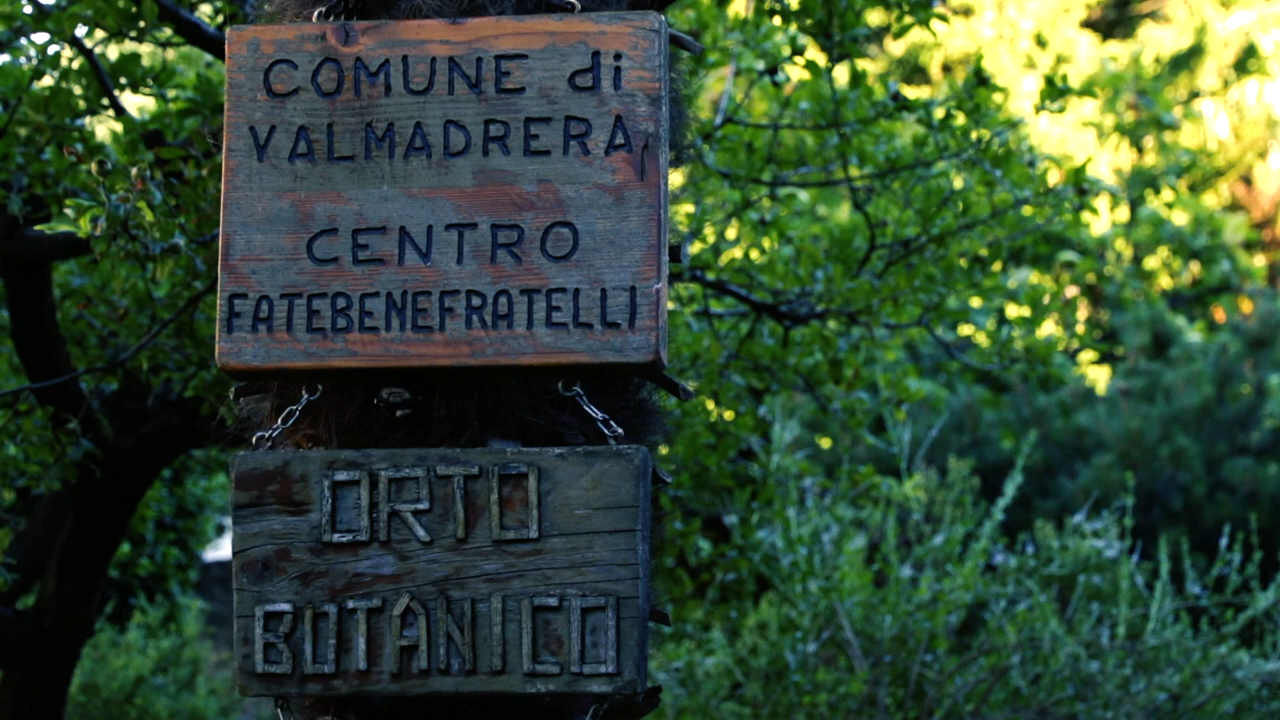 COMUNE di
VALMADRERA
CENTRO
FATEBENEFRATELLI
ORTO
BOTANICO